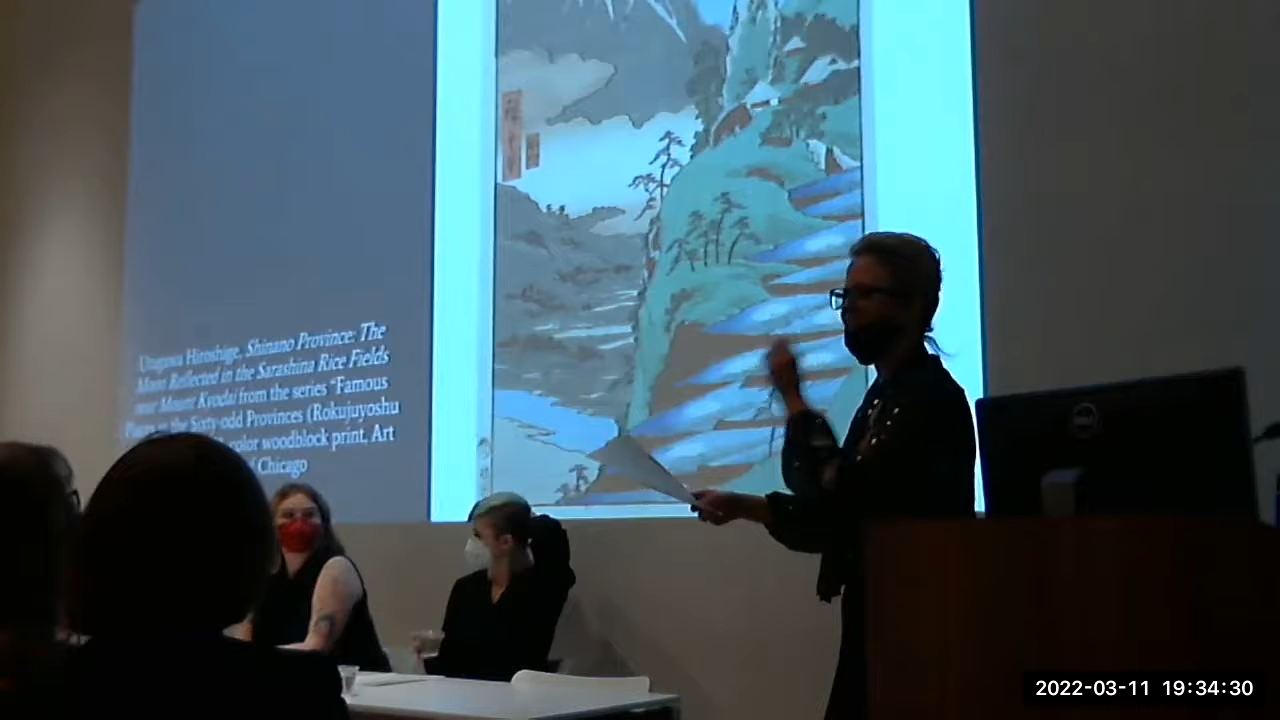 Utagawa Hiroshige, Shinano Province: The
Moon Reflected in the Sarashina Rice Fields
near Mount Kyodai from the series "Famous
Places in the Sixty-odd Provinces (Rokujuyoshu
color woodblock print, Art
Chicago
2022-03-11 19:34:30